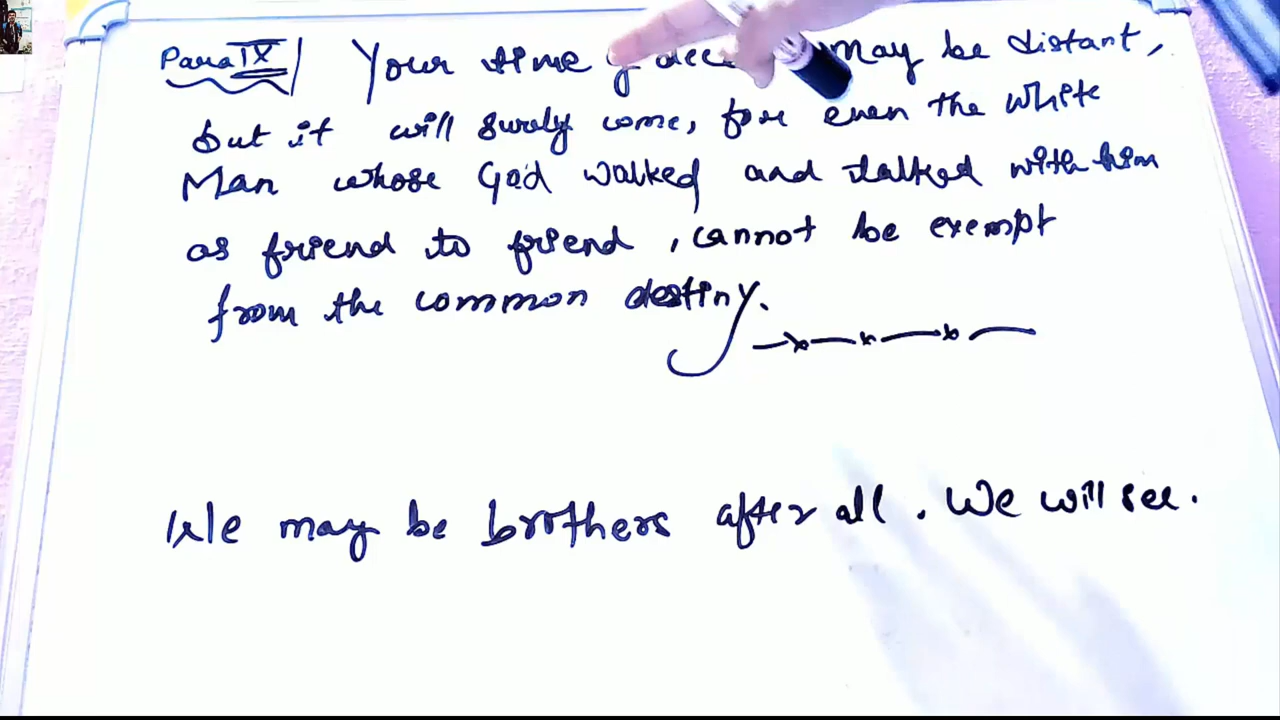 Para IX Your time may be distant,
but it will surely come, for even the white
Man whose God walked and talked with him
as friend to friend, cannot be exempt
from the common destiny.
We may be brothers after all. We will see.